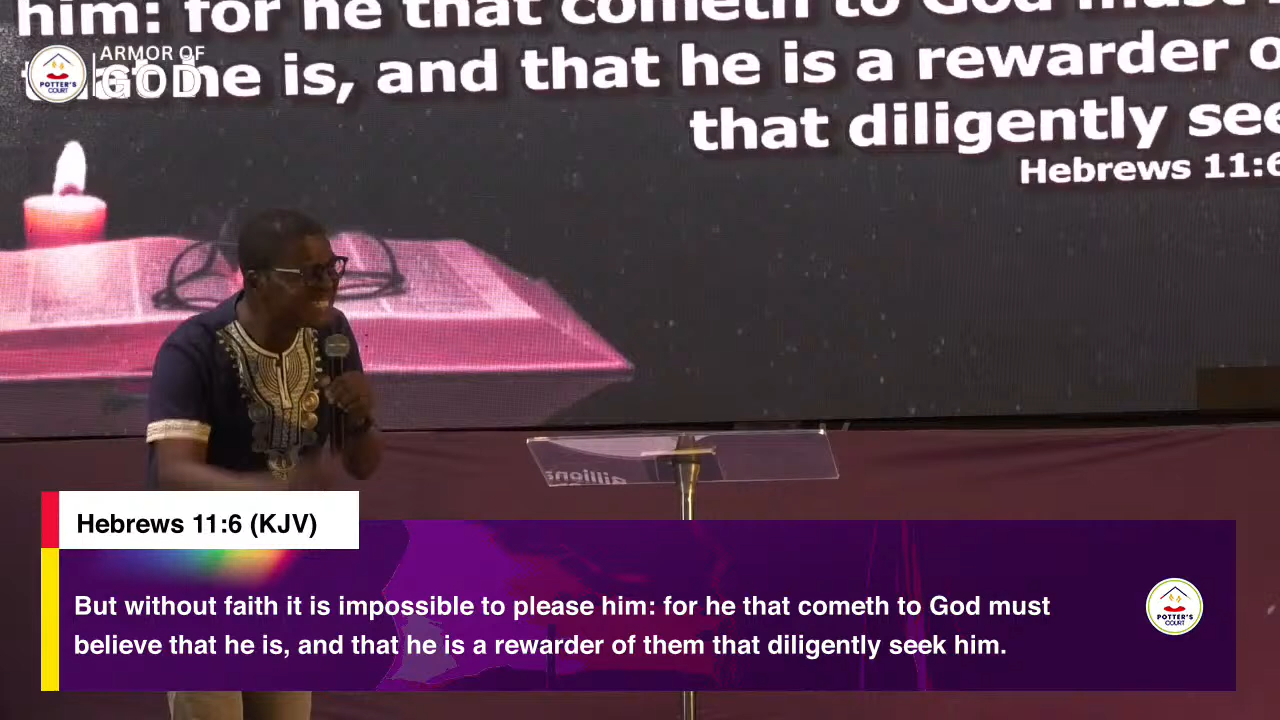 him: for he that cometh to God must
he is, and that he is a rewarder
that diligently
Hebrews 11:6
ARMOR OF
GOD
POTTER'S
COURT
Hebrews 11:6 (KJV)
But without faith it is impossible to please him: for he that cometh to God must
believe that he is, and that he is a rewarder of them that diligently seek him.
POTTER'S
COURT